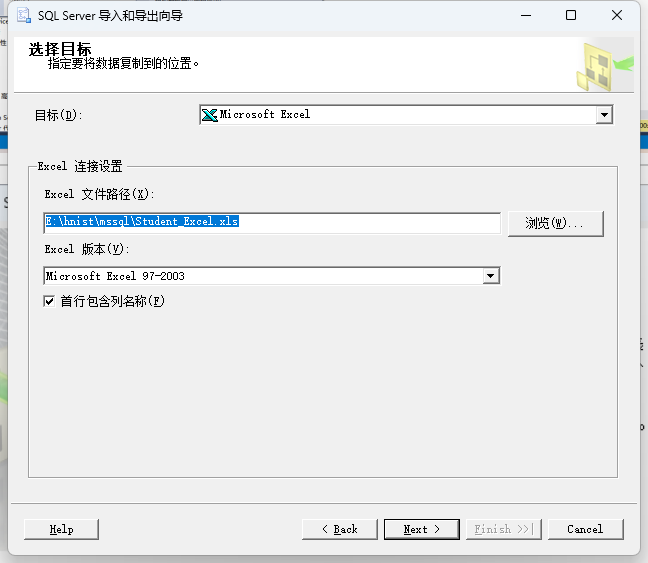 SQL Server 导入和导出向导
选择目标
指定要将数据复制到的位置。
目标(D):
Microsoft Excel
Excel 连接设置
Excel 文件路径(X):
E:\hnist\mssql\Student_Excel.xls
浏览(W)...
Excel 版本(V):
Microsoft Excel 97-2003
首行包含列名称(F)
Help
< Back
Next >
Finish >>|
Cancel